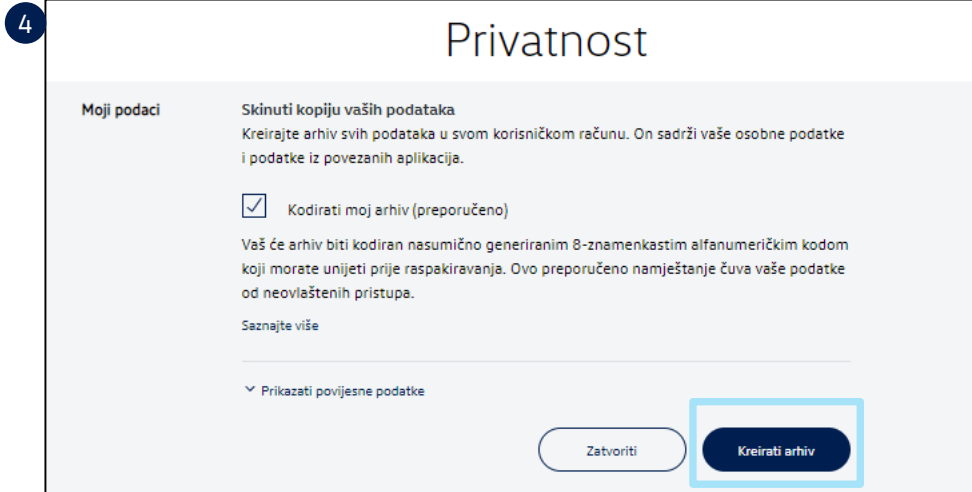 4
Privatnost
Moji podaci
Skinuti kopiju vaših podataka
Kreirajte arhiv svih podataka u svom korisničkom računu. On sadrži vaše osobne podatke
i podatke iz povezanih aplikacija.
Kodirati moj arhiv (preporučeno)
Vaš će arhiv biti kodiran nasumično generiranim 8-znamenkastim alfanumeričkim kodom
koji morate unijeti prije raspakiravanja. Ovo preporučeno namještanje čuva vaše podatke
od neovlaštenih pristupa.
Saznajte više
Prikazati povijesne podatke
Zatvoriti
Kreirati arhiv